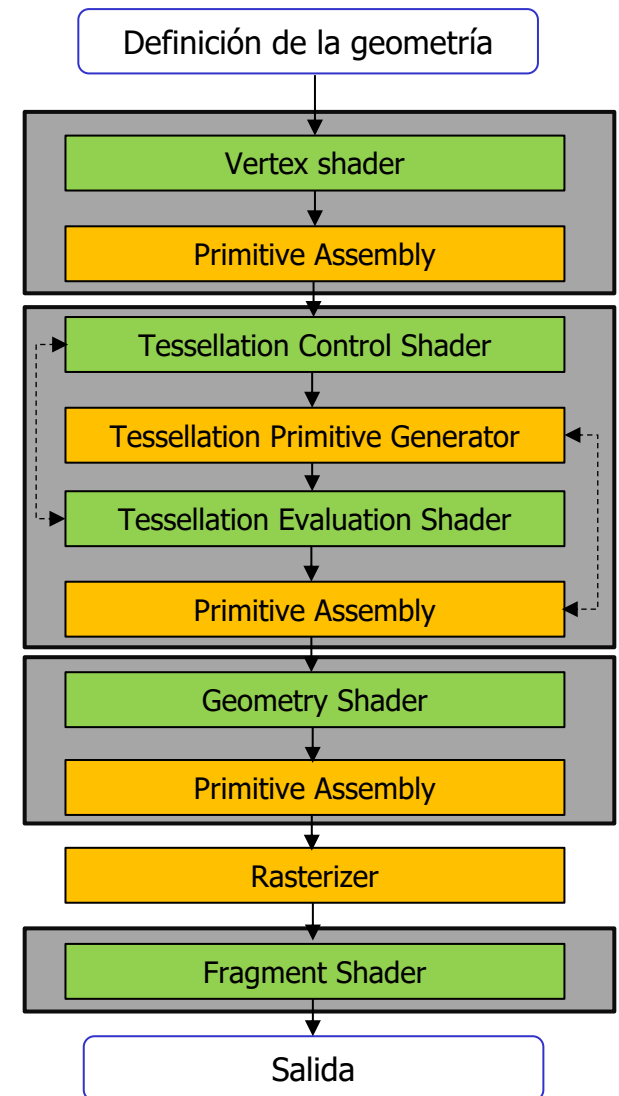 Definición de la geometría
Vertex shader
Primitive Assembly
Tessellation Control Shader
Tessellation Primitive Generator
Tessellation Evaluation Shader
Primitive Assembly
Geometry Shader
Primitive Assembly
Rasterizer
Fragment Shader
Salida